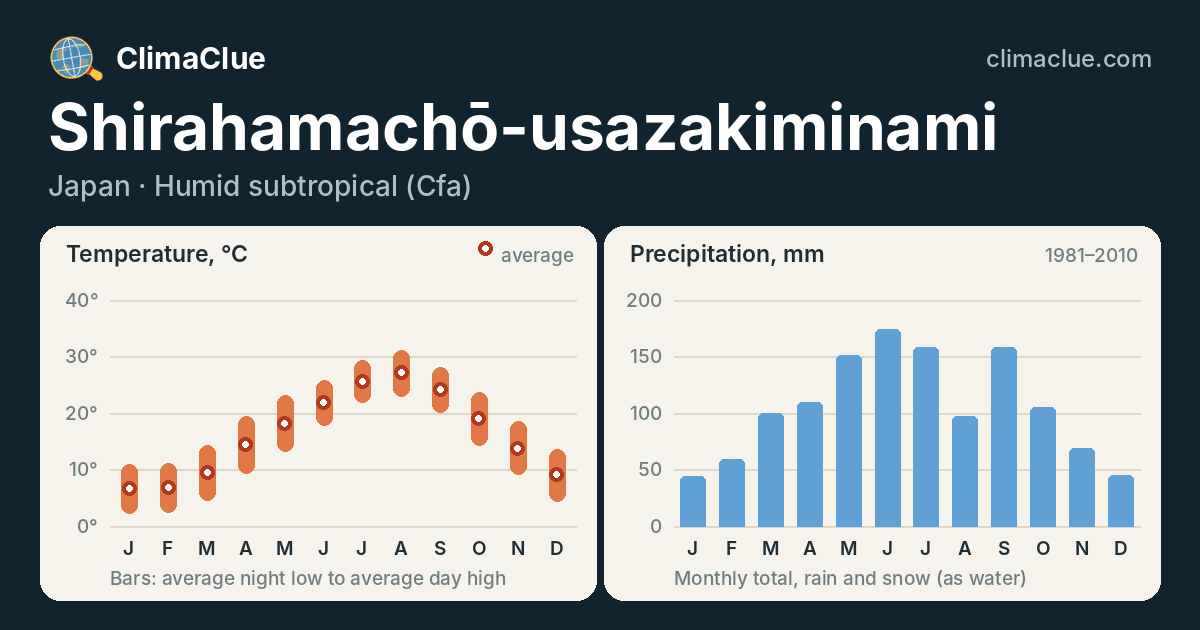 ClimaClue
climaclue.com
Shirahamachō-usazakiminami
Japan · Humid subtropical (Cfa)
Temperature, °C
average
40°
30°
20°
10°
0°
J F M A M J J A S O N D
Bars: average night low to average day high
Precipitation, mm
1981–2010
200
150
100
50
0
J F M A M J J A S O N D
Monthly total, rain and snow (as water)